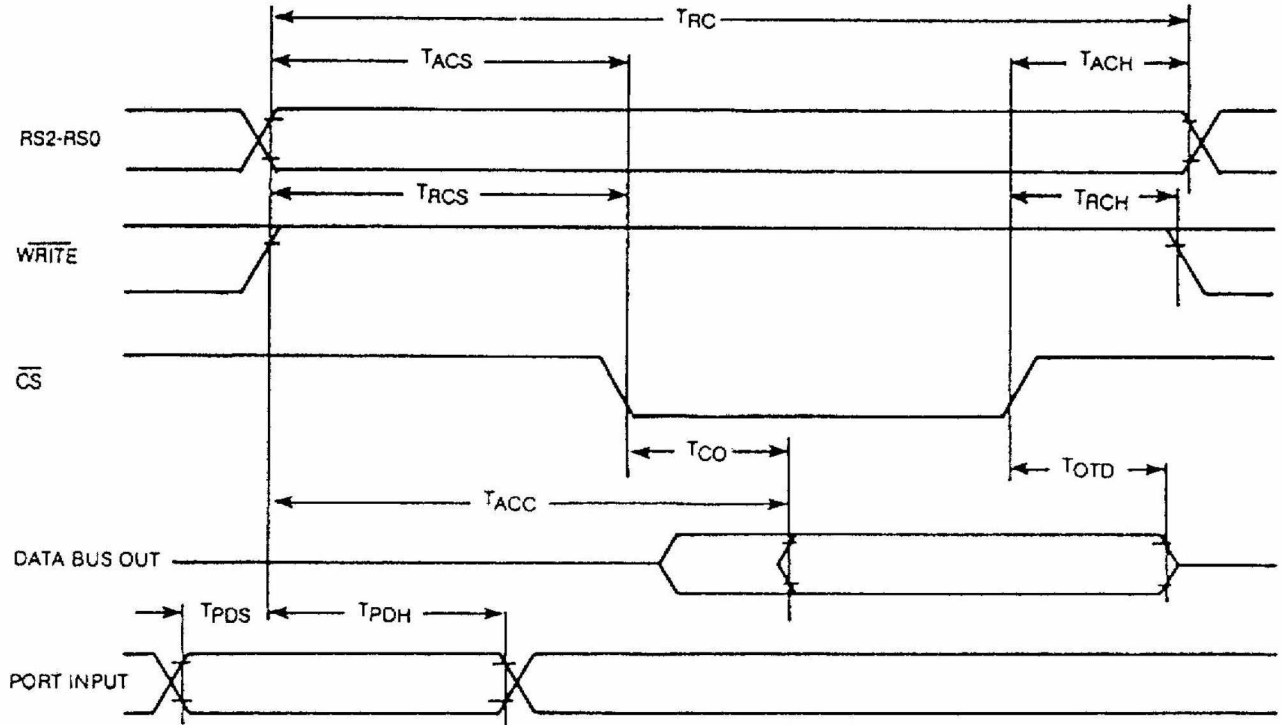 TRC
TACS
TACH
RS2-RS0
TRCS
TRCH
WRITE
CS
TCO
TOTD
TACC
DATA BUS OUT
TPDS
TPDH
PORT INPUT